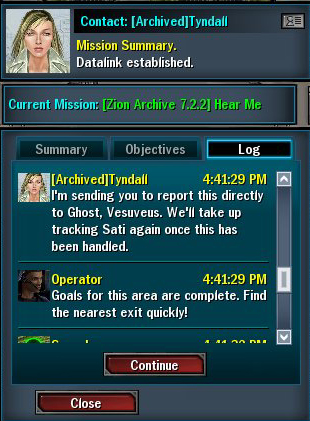 Contact: [Archived]Tyndall
Mission Summary.
Datalink established.
Current Mission: [Zion Archive 7.2.2] Hear Me
Summary Objectives Log
[Archived]Tyndall 4:41:29 PM
I'm sending you to report this directly
to Ghost, Vesuveus. We'll take up
tracking Sati again once this has
been handled.
Operator 4:41:29 PM
Goals for this area are complete. Find
the nearest exit quickly!
Continue
Close